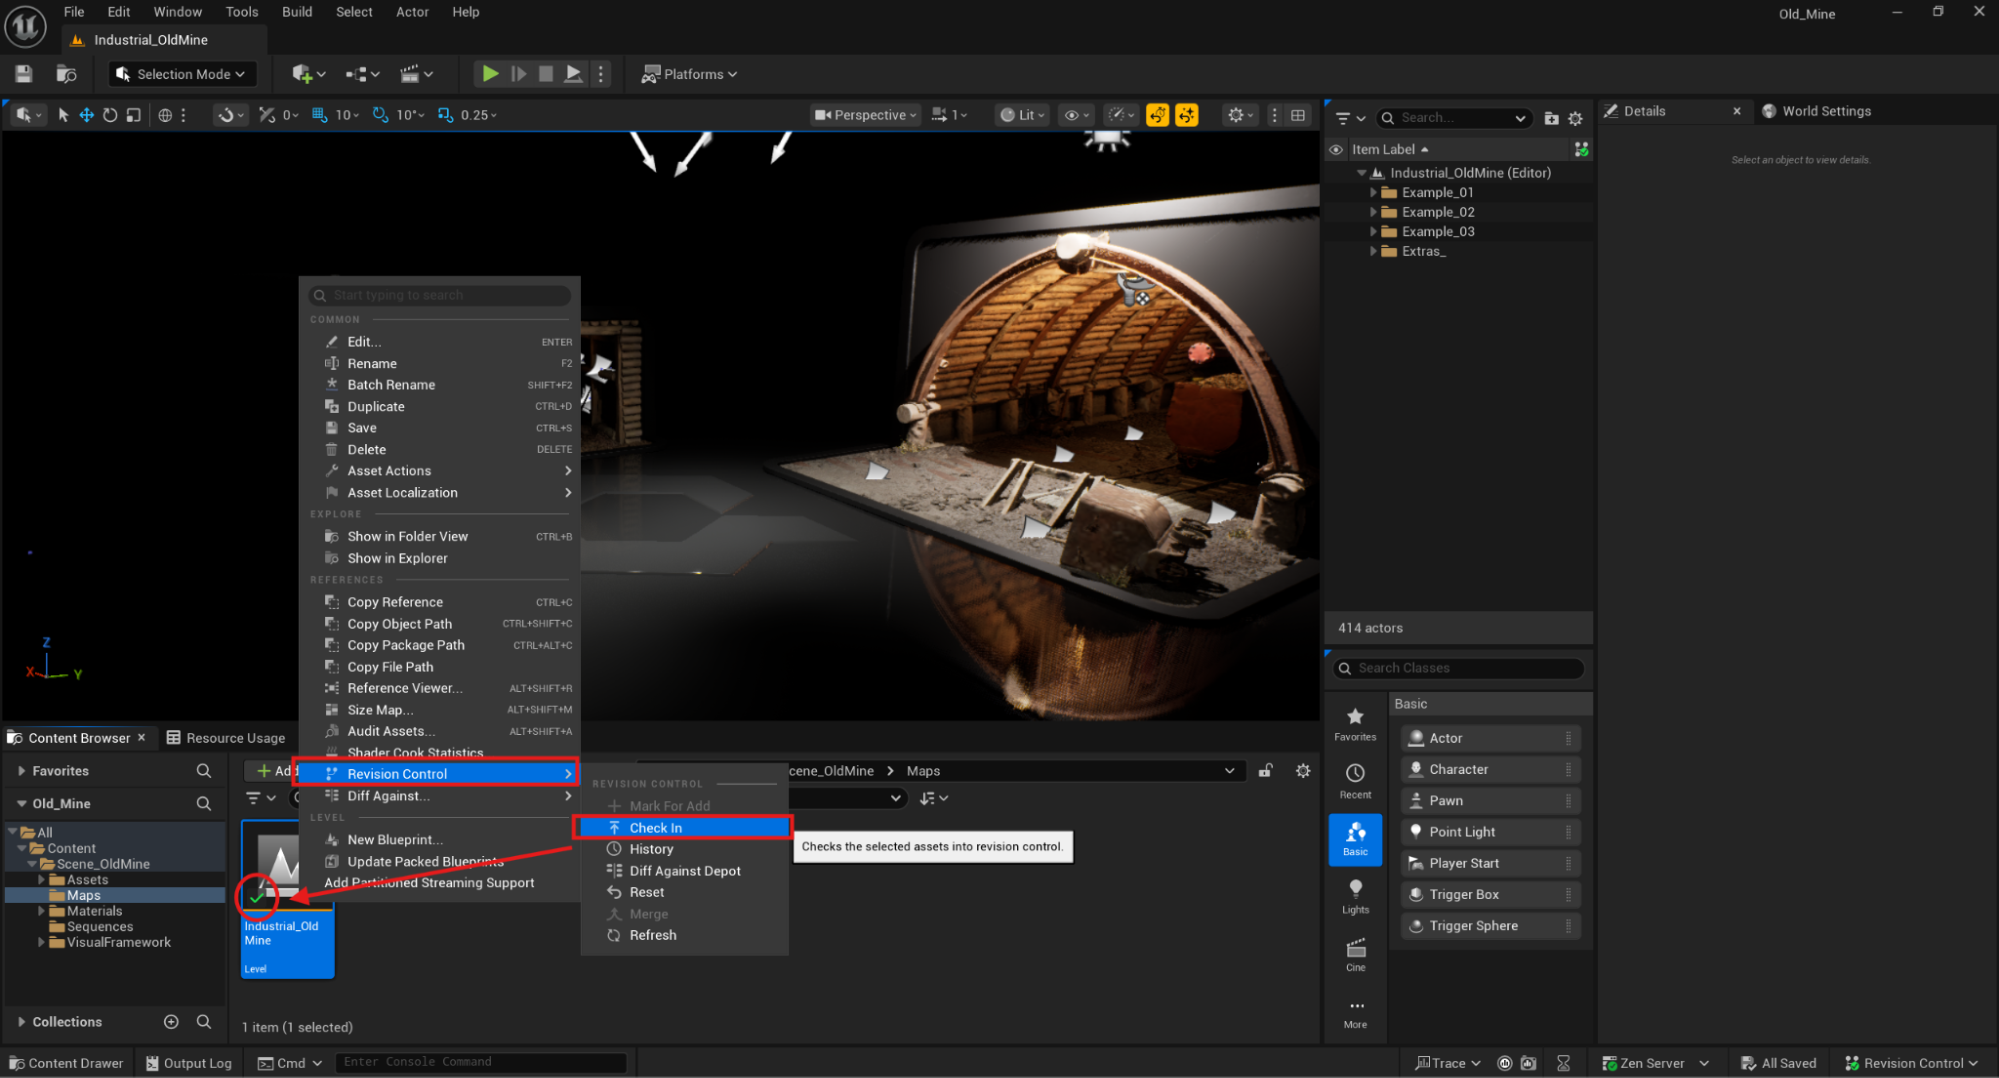 File Edit Window Tools Build Select Actor Help
Old_Mine
Industrial_OldMine
Selection Mode
Platforms
0 10 10° 0.25
Perspective 1 Lit
Search...
Details
World Settings
Select an object to view details.
Item Label
Industrial_OldMine (Editor)
Example_01
Example_02
Example_03
Extras_
414 actors
Start typing to search
COMMON
Edit... ENTER
Rename F2
Batch Rename SHIFT+F2
Duplicate CTRL+D
Save CTRL+S
Delete DELETE
Asset Actions
Asset Localization
EXPLORE
Show in Folder View CTRL+B
Show in Explorer
REFERENCES
Copy Reference CTRL+C
Copy Object Path CTRL+SHIFT+C
Copy Package Path CTRL+ALT+C
Copy File Path
Reference Viewer... ALT+SHIFT+R
Size Map... ALT+SHIFT+M
Audit Assets... ALT+SHIFT+A
Shader Cook Statistics
Revision Control
Diff Against...
LEVEL
New Blueprint...
Update Packed Blueprints
Add Partitioned Streaming Support
REVISION CONTROL
Mark For Add
Check In
History
Diff Against Depot
Reset
Merge
Refresh
Checks the selected assets into revision control.
Z
X
Y
Content Browser
Resource Usage
Favorites
Old_Mine
All
Content
Scene_OldMine
Assets
Maps
Materials
Sequences
VisualFramework
Collections
Add
cene_OldMine > Maps
Industrial_Old
Mine
Level
1 item (1 selected)
Search Classes
Favorites
Recent
Basic
Lights
Cine
More
Basic
Actor
Character
Pawn
Point Light
Player Start
Trigger Box
Trigger Sphere
Content Drawer
Output Log
Cmd
Enter Console Command
Trace
Zen Server
All Saved
Revision Control